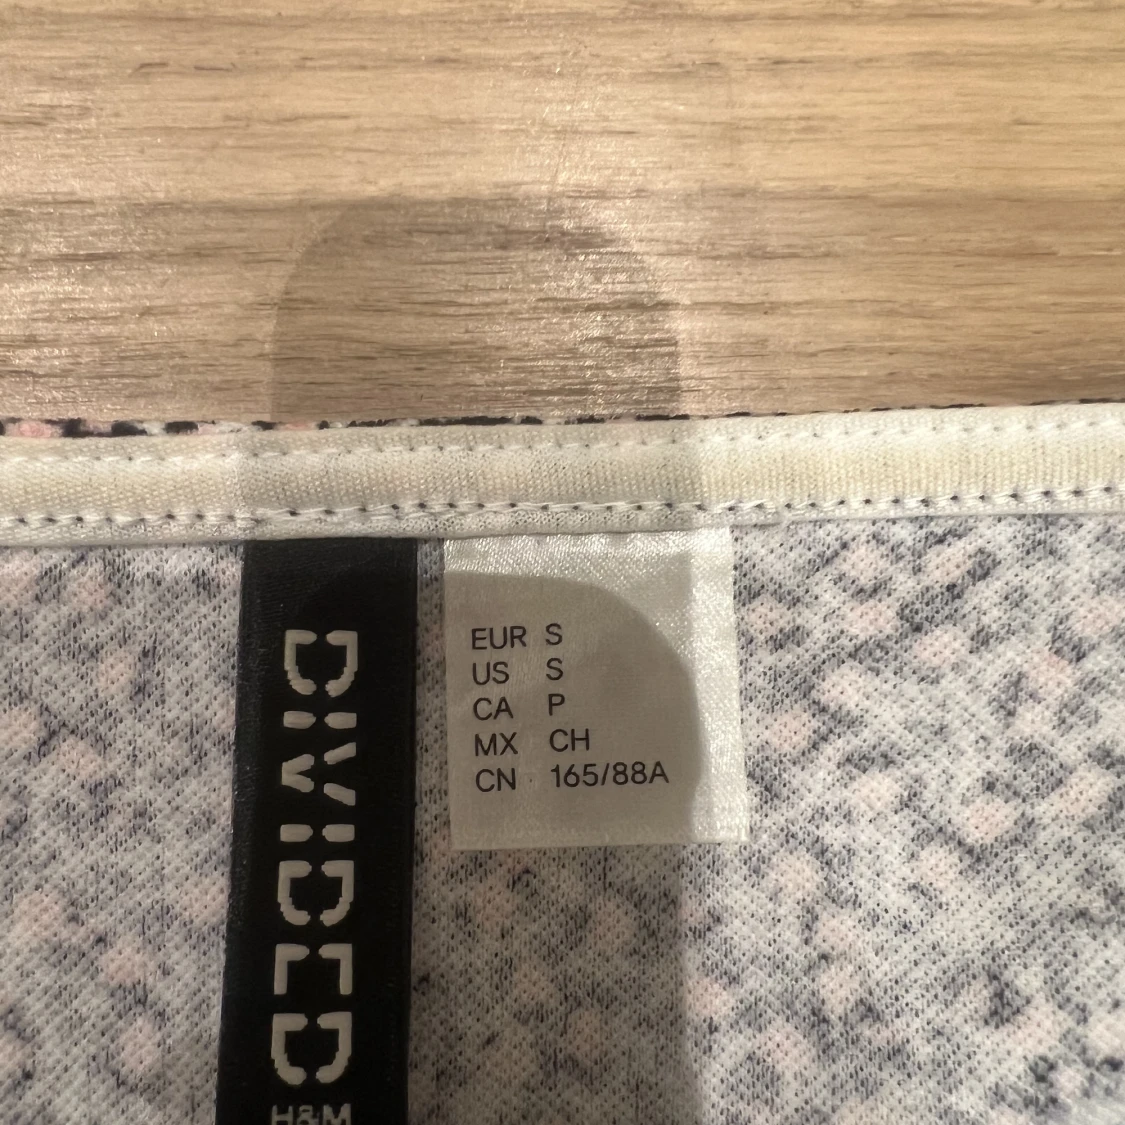 DIVIDED
H&M
EUR S
US S
CA P
MX CH
CN 165/88A